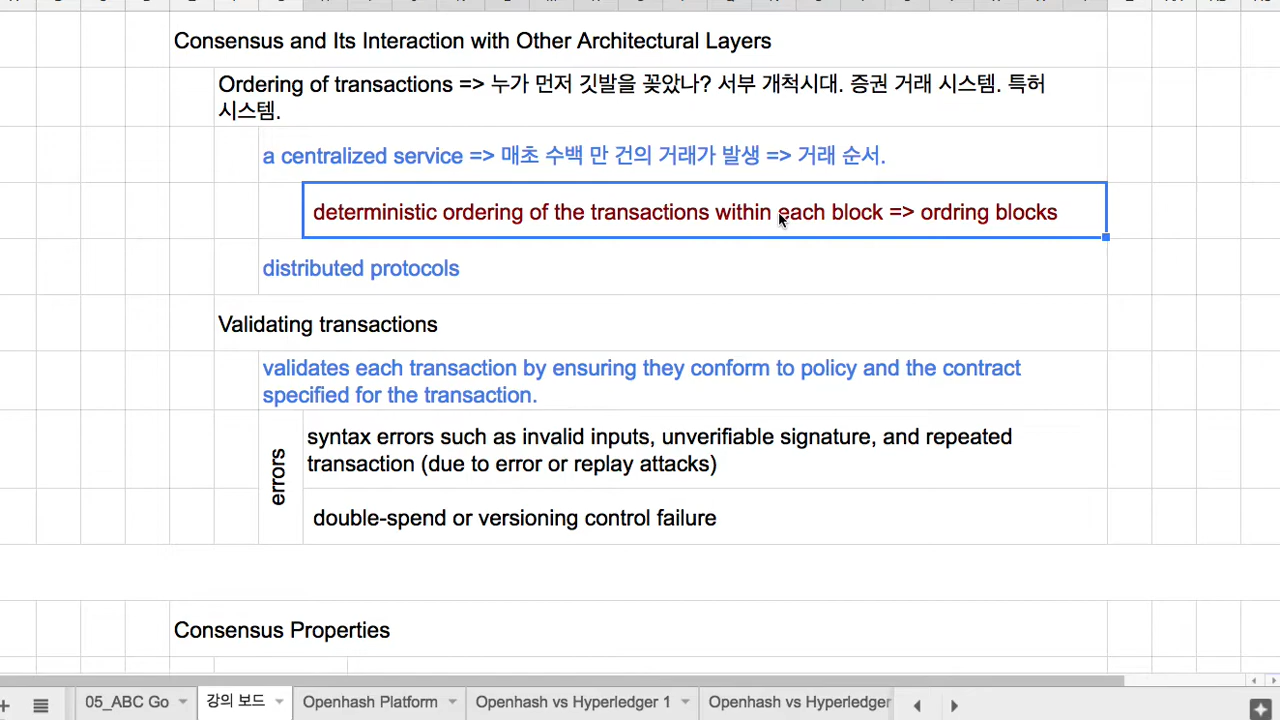 Consensus and Its Interaction with Other Architectural Layers
Ordering of transactions => 누가 먼저 깃발을 꽂았나? 서부 개척시대. 증권 거래 시스템. 특허
시스템.
a centralized service => 매초 수백 만 건의 거래가 발생 => 거래 순서.
deterministic ordering of the transactions within each block => ordring blocks
distributed protocols
Validating transactions
validates each transaction by ensuring they conform to policy and the contract
specified for the transaction.
errors
syntax errors such as invalid inputs, unverifiable signature, and repeated
transaction (due to error or replay attacks)
double-spend or versioning control failure
Consensus Properties
05_ABC Go
강의 보드
Openhash Platform
Openhash vs Hyperledger 1
Openhash vs Hyperledger